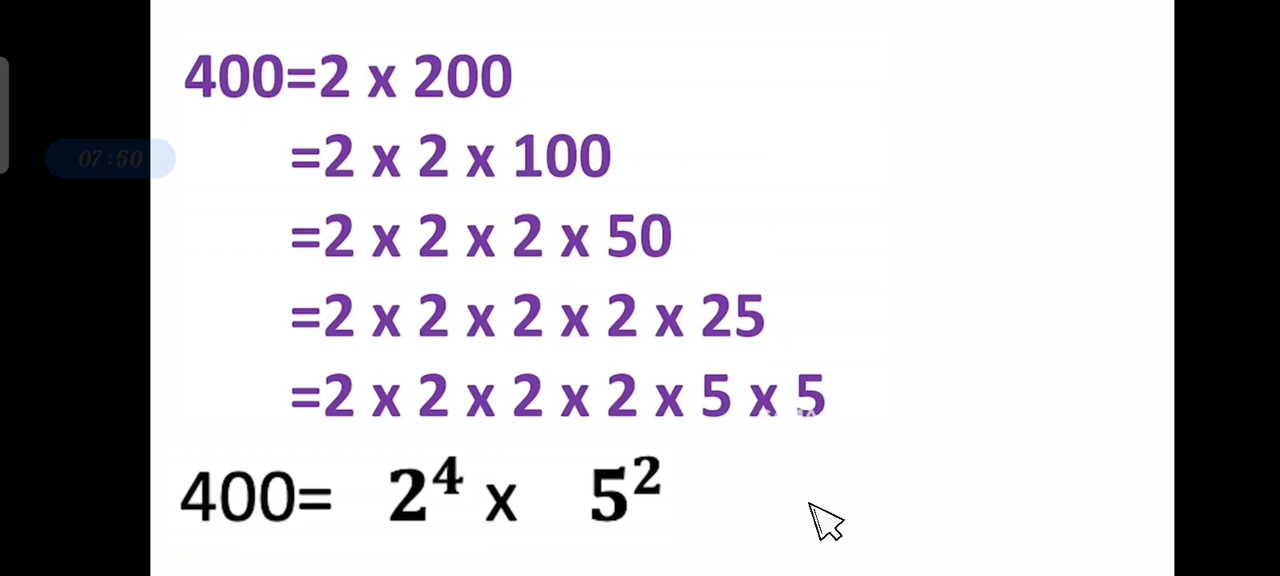 400=2 x 200
=2 x 2 x 100
07:50
=2 x 2 x 2 x 50
=2 x 2 x 2 x 2 x 25
=2 x 2 x 2 x 2 x 5 x 5
400= 2⁴ x 5²